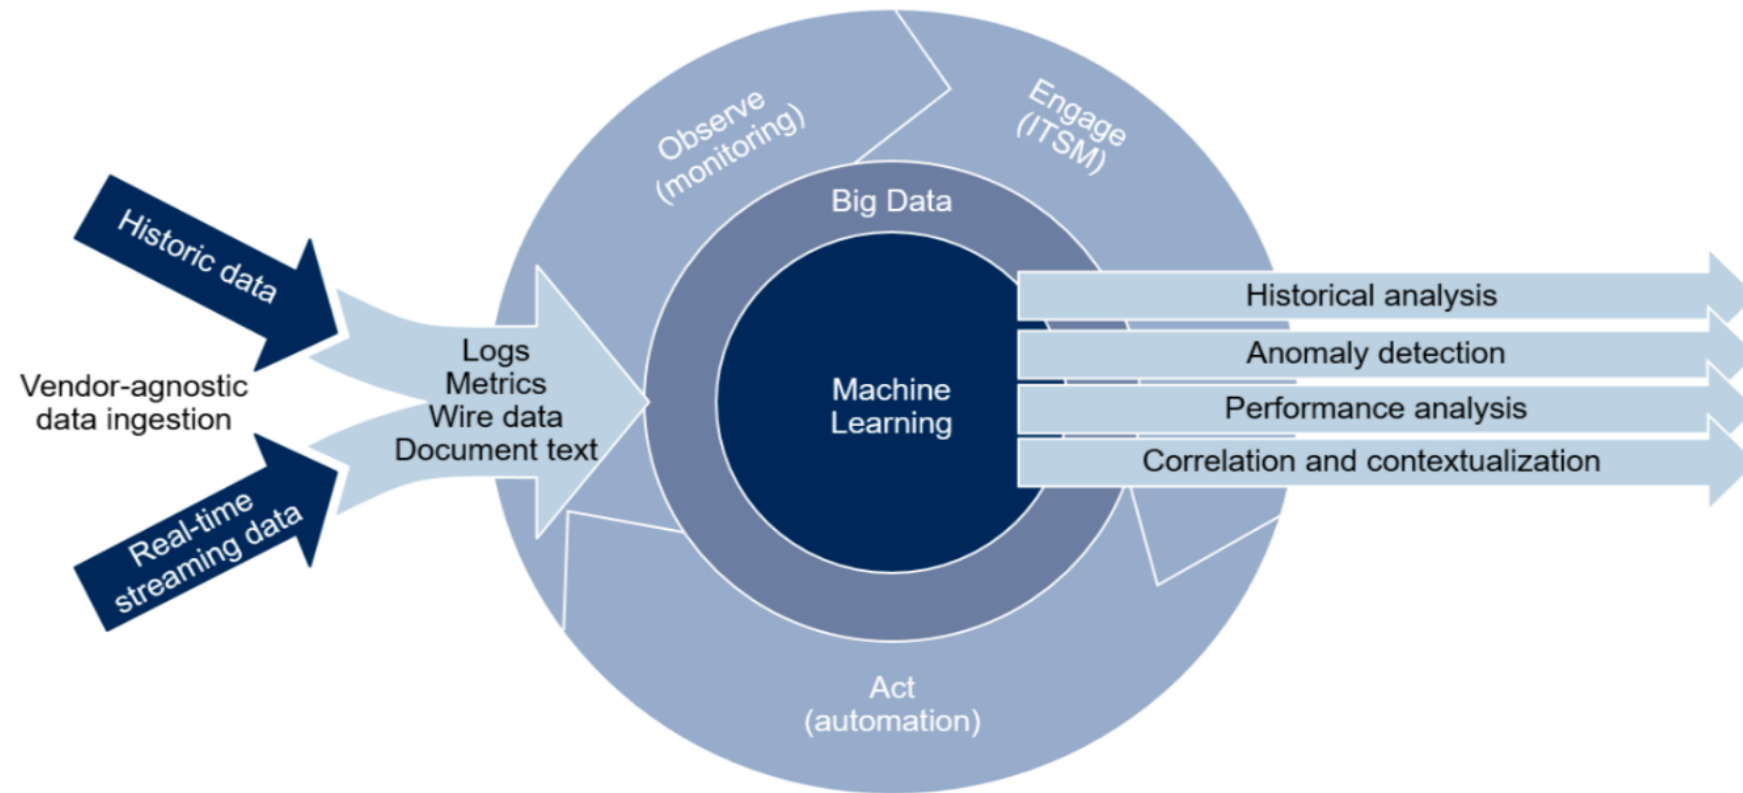 Observe
(monitoring)
Engage
(ITSM)
Big Data
Historic data
Vendor-agnostic
data ingestion
Real-time
streaming data
Logs
Metrics
Wire data
Document text
Machine
Learning
Historical analysis
Anomaly detection
Performance analysis
Correlation and contextualization
Act
(automation)